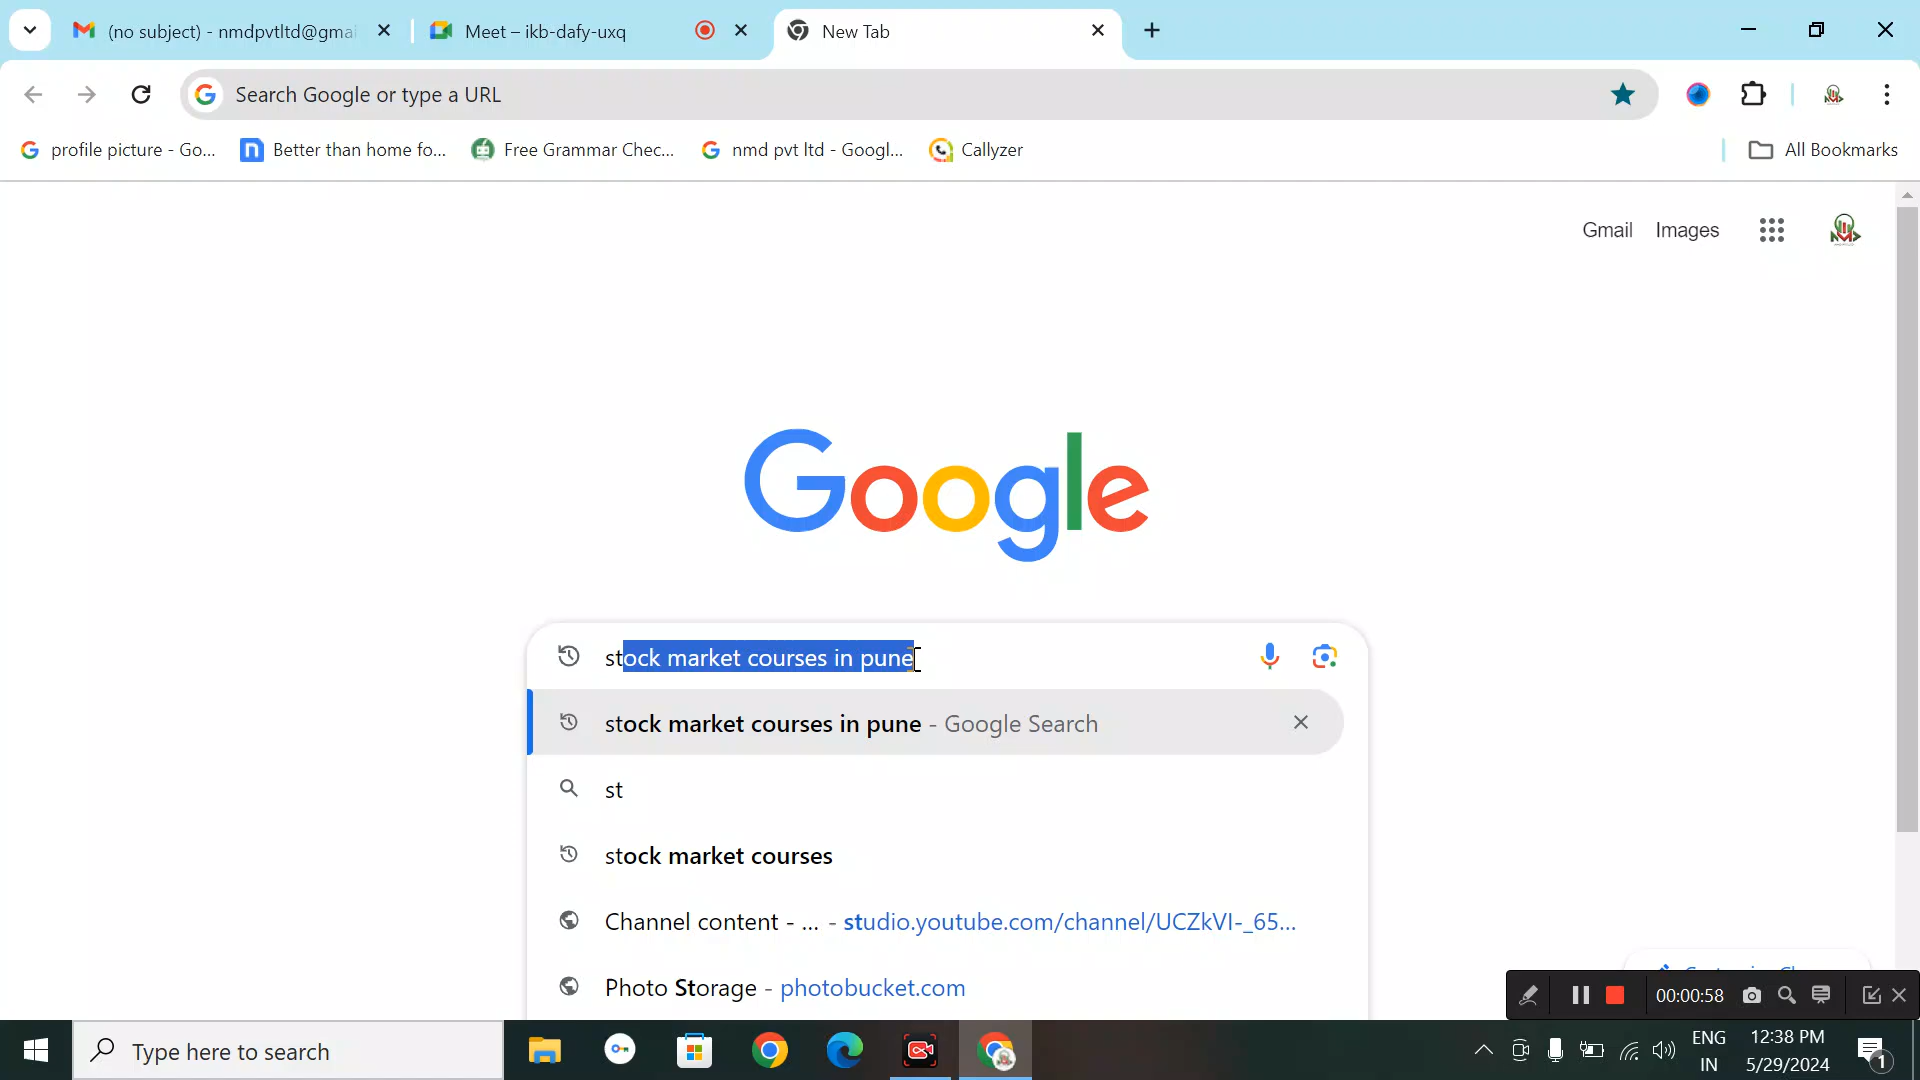 (no subject) - nmdpvtltd@gmai
Meet – ikb-dafy-uxq
New Tab
Search Google or type a URL
profile picture - Go...
Better than home fo...
Free Grammar Chec...
nmd pvt ltd - Googl...
Callyzer
All Bookmarks
Gmail
Images
Google
stock market courses in pune
stock market courses in pune - Google Search
st
stock market courses
Channel content - ... - studio.youtube.com/channel/UCZkVI-_65...
Photo Storage - photobucket.com
00:00:58
Type here to search
ENG
IN
12:38 PM
5/29/2024
1